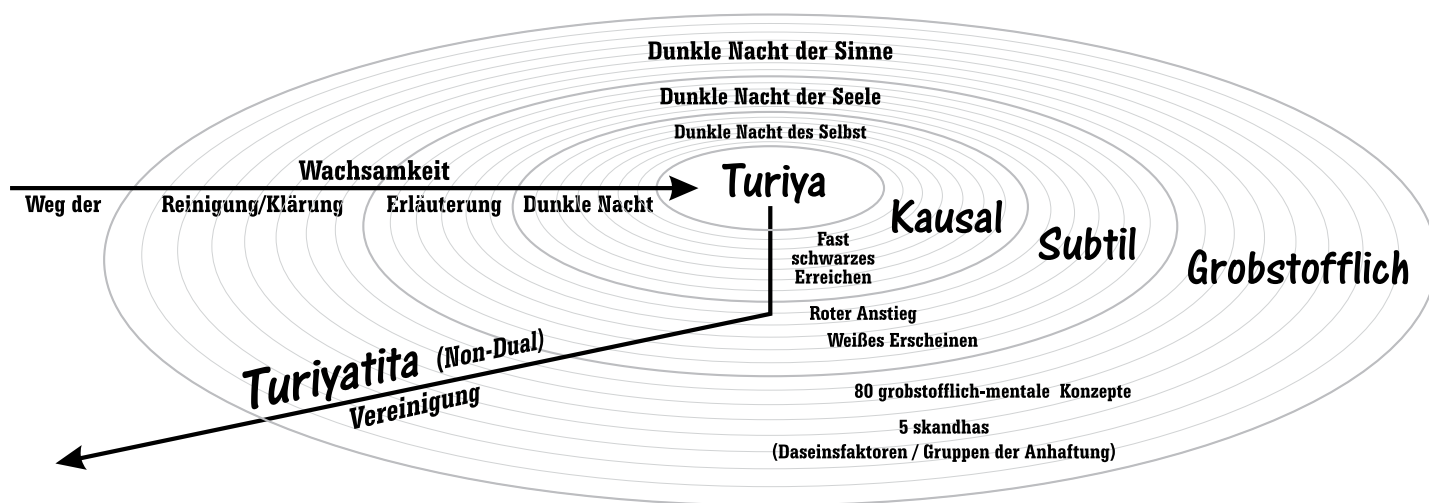 Dunkle Nacht der Sinne
Dunkle Nacht der Seele
Dunkle Nacht des Selbst
Wachsamkeit
Turiya
Weg der Reinigung/Klärung Erläuterung Dunkle Nacht
Kausal
Subtil
Grobstofflich
Fast
schwarzes
Erreichen
Roter Anstieg
Weißes Erscheinen
Turiyatita (Non-Dual)
Vereinigung
80 grobstofflich-mentale Konzepte
5 skandhas
(Daseinsfaktoren / Gruppen der Anhaftung)